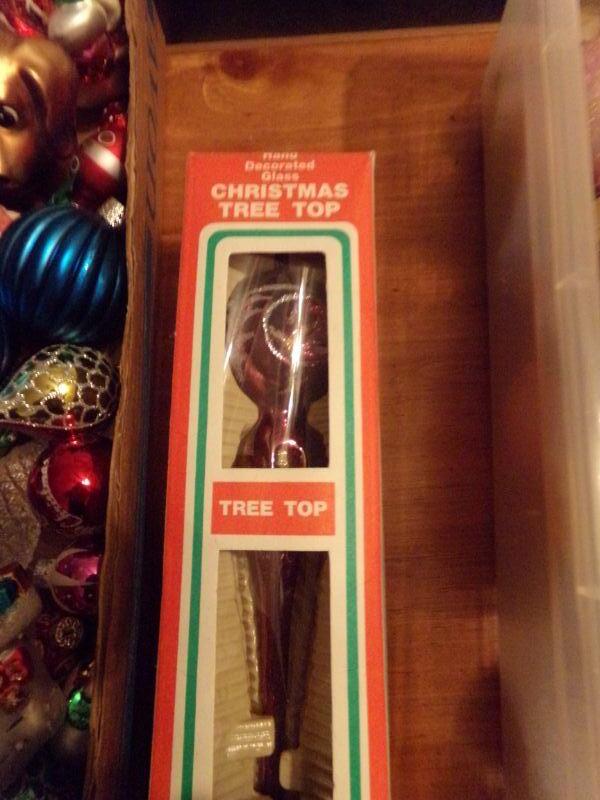 Hand
Decorated
Glass
CHRISTMAS
TREE TOP
TREE TOP